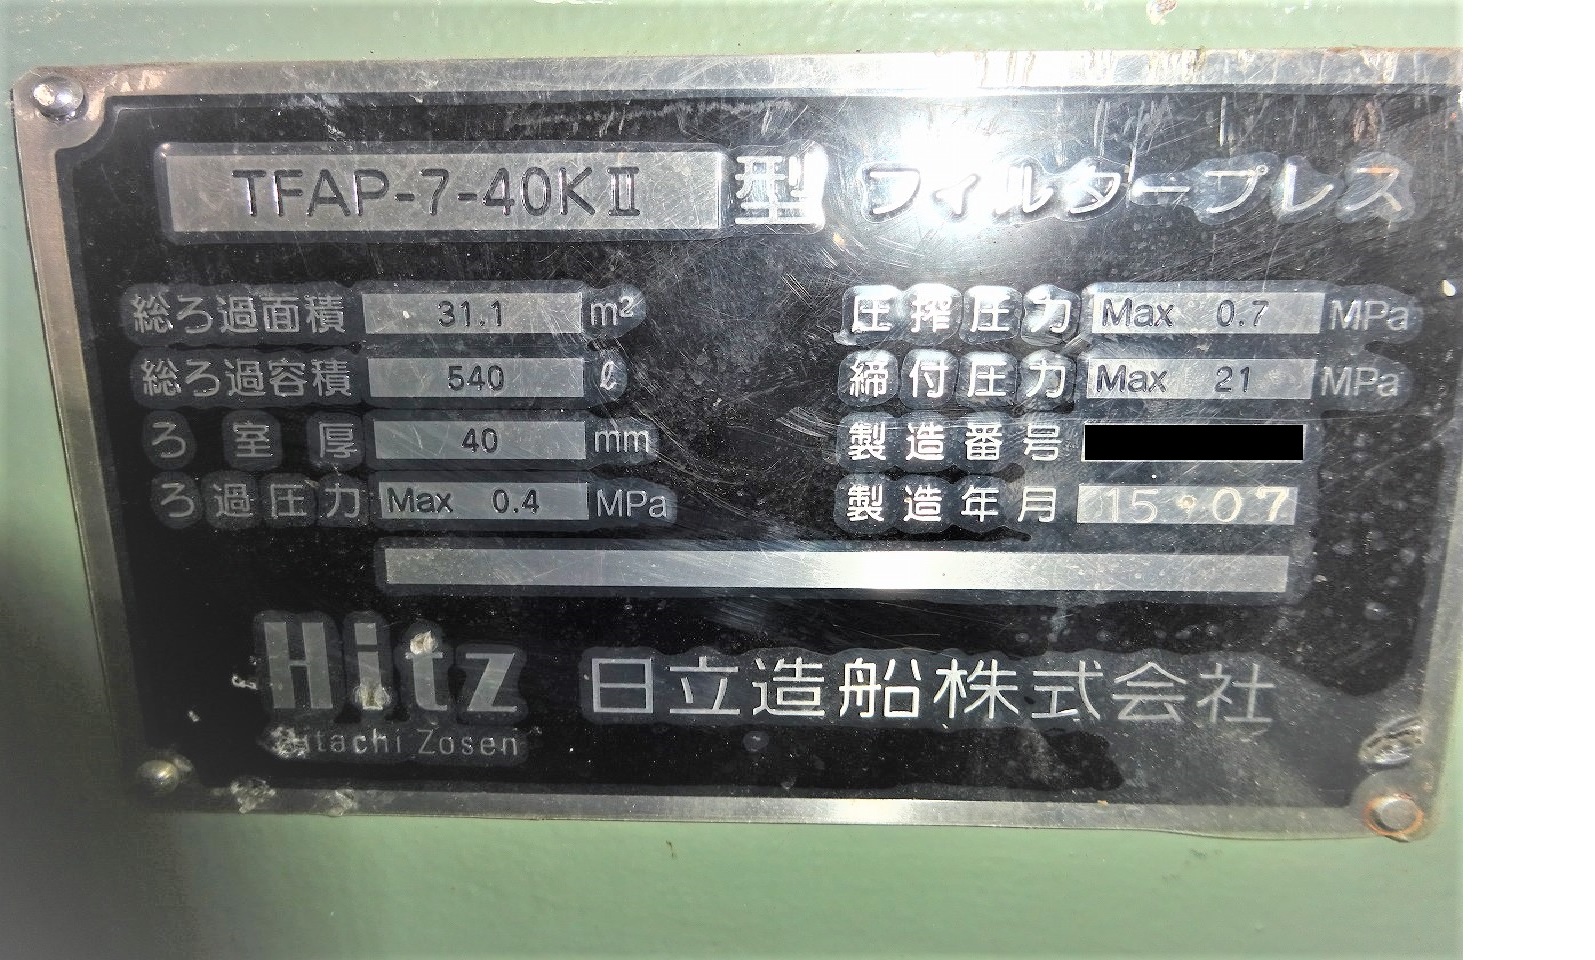 TFAP-7-40KⅡ 型 フィルタープレス
総ろ過面積 31.1 m² 圧搾圧力 Max 0.7 MPa
総ろ過容積 540 ℓ 締付圧力 Max 21 MPa
ろ室厚 40 mm 製造番号
ろ過圧力 Max 0.4 MPa 製造年月 15・07
Hitz 日立造船株式会社
Hitachi Zosen